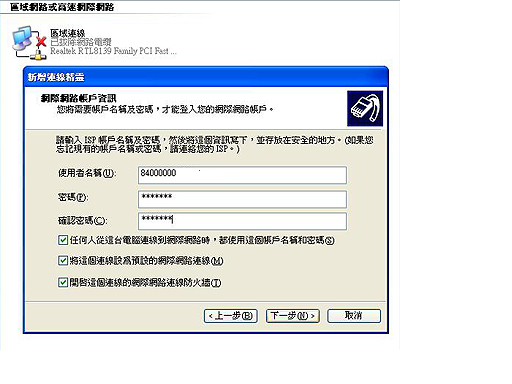 區域網路或高速網際網路
區域連線
已拔除網路電纜
Realtek RTL8139 Family PCI Fast ...
新增連線精靈
網際網路帳戶資訊
您將需要帳戶名稱及密碼，才能登入您的網際網路帳戶。
請輸入 ISP 帳戶名稱及密碼，然後將這個資訊寫下，並存放在安全的地方。(如果您
忘記現有的帳戶名稱或密碼，請連絡您的 ISP。)
使用者名稱(U): 84000000
密碼(P): *******
確認密碼(C): *******
任何人從這台電腦連線到網際網路時，都使用這個帳戶名稱和密碼(S)
將這個連線設為預設的網際網路連線(M)
開啟這個連線的網際網路連線防火牆(T)
<上一步(B) 下一步(N)> 取消